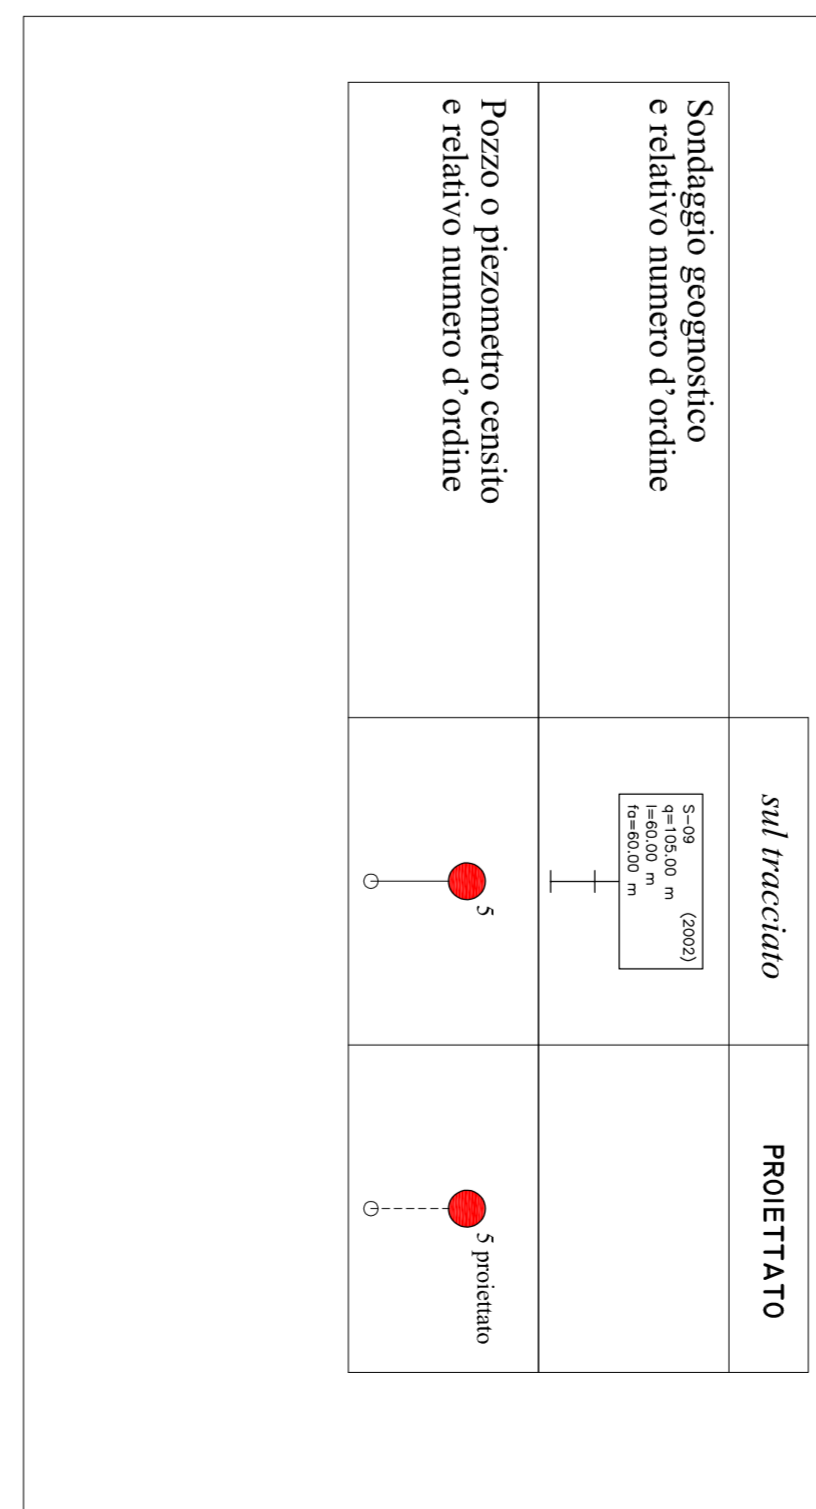 sul tracciato
PROIETTATO
Sondaggio geognostico
e relativo numero d'ordine
S-09
(2002)
q=105.00 m
l=60.00 m
fa=60.00 m
Pozzo o piezometro censito
e relativo numero d'ordine
5
5 proiettato